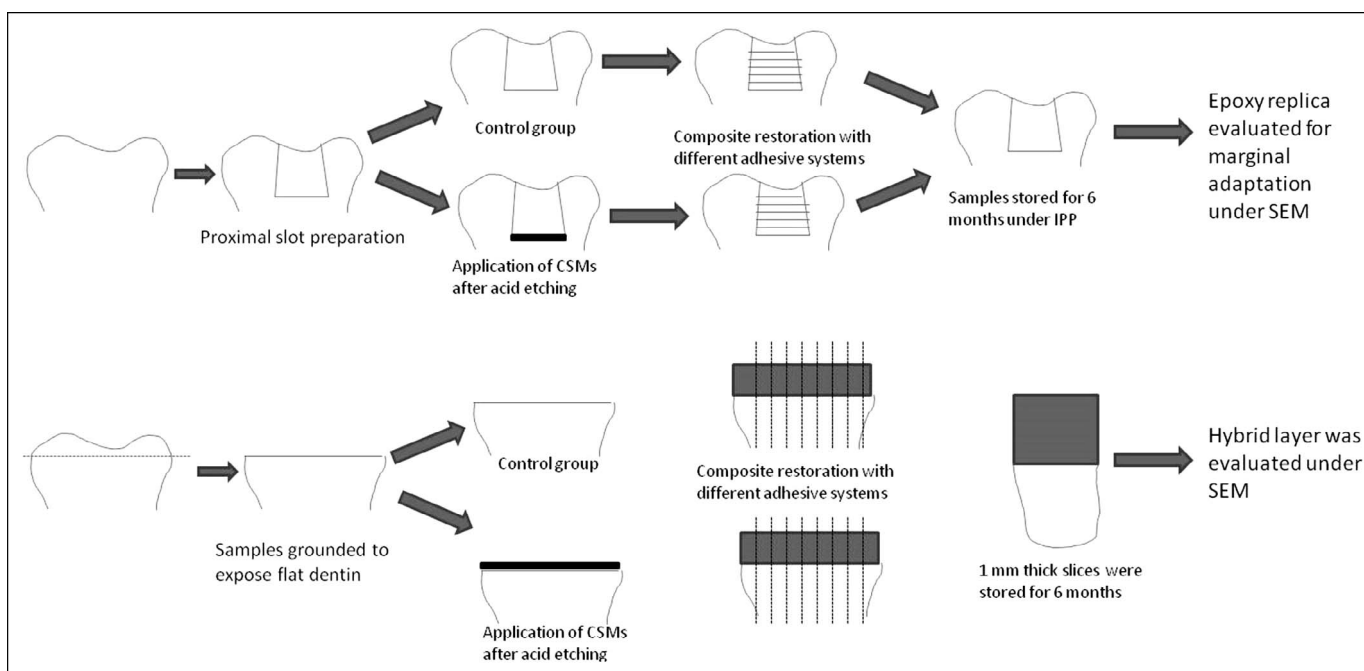 Proximal slot preparation
Control group
Application of CSMs
after acid etching
Composite restoration with
different adhesive systems
Samples stored for 6
months under IPP
Epoxy replica
evaluated for
marginal
adaptation
under SEM
Samples grounded to
expose flat dentin
Control group
Application of CSMs
after acid etching
Composite restoration with
different adhesive systems
1 mm thick slices were
stored for 6 months
Hybrid layer was
evaluated under
SEM